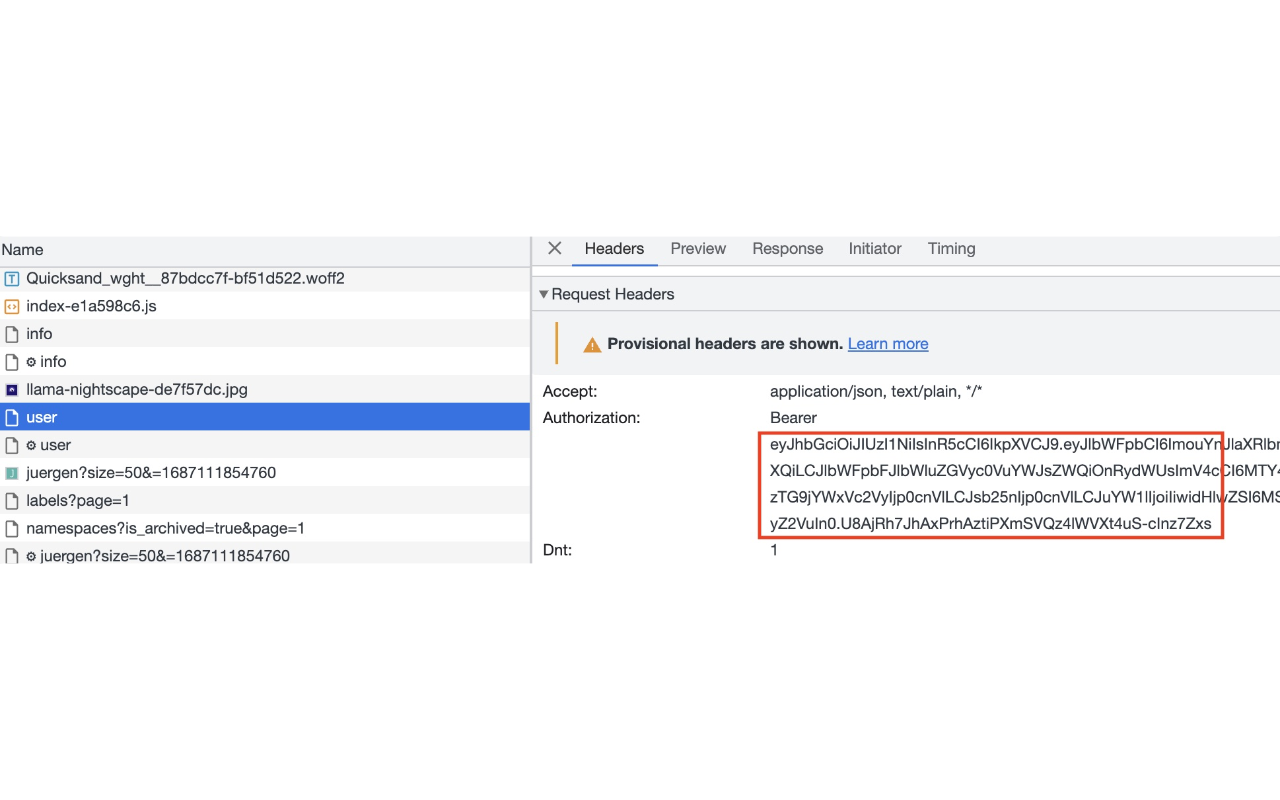 Name
Quicksand_wght__87bdcc7f-bf51d522.woff2
index-e1a598c6.js
info
info
llama-nightscape-de7f57dc.jpg
user
user
juergen?size=50&=1687111854760
labels?page=1
namespaces?is_archived=true&page=1
juergen?size=50&=1687111854760
Headers Preview Response Initiator Timing
Request Headers
Provisional headers are shown. Learn more
Accept: application/json, text/plain, */*
Authorization: Bearer
eyJhbGciOiJIUzI1NiIsInR5cCI6IkpXVCJ9.eyJlbWFpbCI6ImouYnJlaXRlbm
XQiLCJlbWFpbFJlbWluZGVyc0VuYWJsZWQiOnRydWUsImV4cCI6MTY4
zTG9jYWxVc2VyIjp0cnVlLCJsb25nIjp0cnVlLCJuYW1lIjoiIiwidHlwZSI6MS
yZ2VuIn0.U8AjRh7JhAxPrhAztiPXmSVQz4lWVXt4uS-cInz7Zxs
Dnt: 1